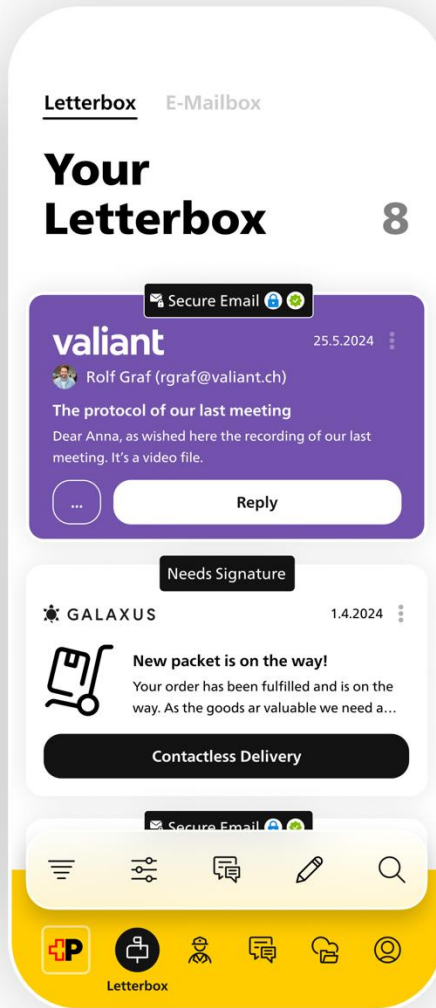 Letterbox E-Mailbox
Your
Letterbox 8
Secure Email
valiant 25.5.2024
Rolf Graf (rgraf@valiant.ch)
The protocol of our last meeting
Dear Anna, as wished here the recording of our last
meeting. It's a video file.
... Reply
Needs Signature
GALAXUS 1.4.2024
New packet is on the way!
Your order has been fulfilled and is on the
way. As the goods ar valuable we need a...
Contactless Delivery
Secure Email
P
Letterbox